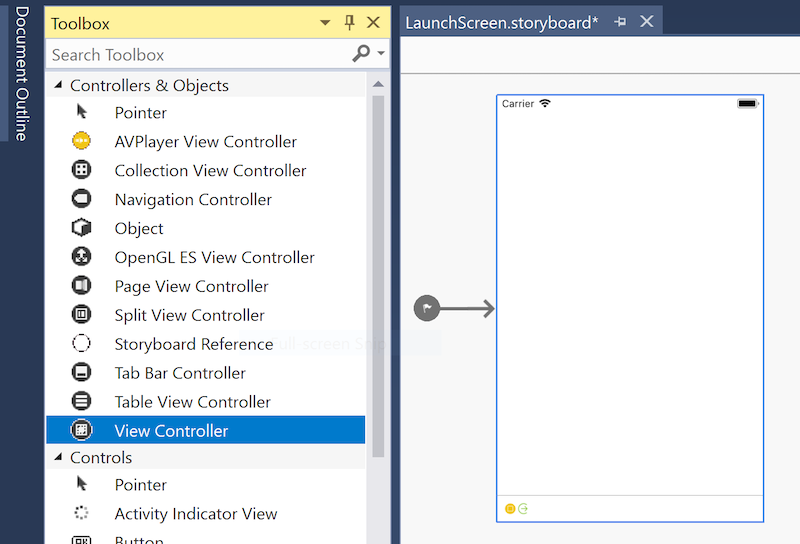 Document Outline
Toolbox
Search Toolbox
Controllers & Objects
Pointer
AVPlayer View Controller
Collection View Controller
Navigation Controller
Object
OpenGL ES View Controller
Page View Controller
Split View Controller
Storyboard Reference
Tab Bar Controller
Table View Controller
View Controller
Controls
Pointer
Activity Indicator View
Button
LaunchScreen.storyboard*
Carrier